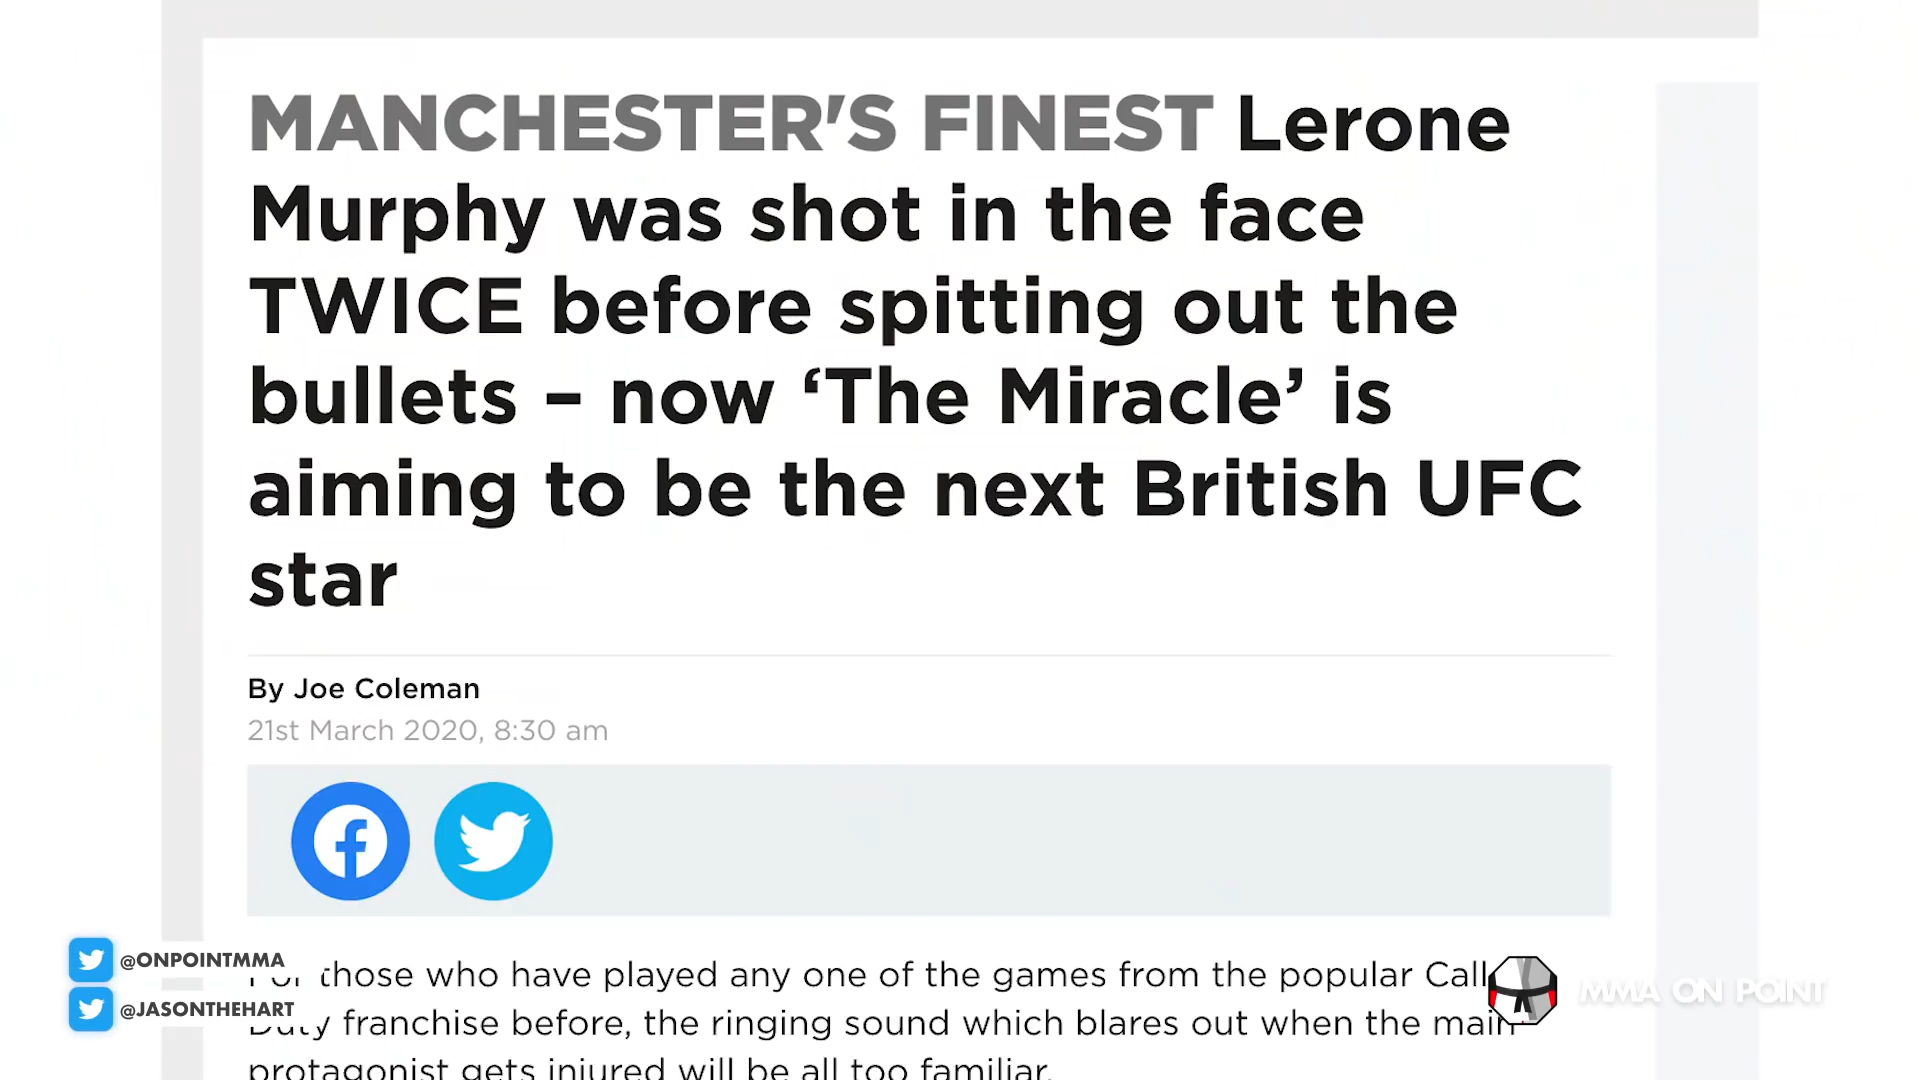 MANCHESTER'S FINEST Lerone
Murphy was shot in the face
TWICE before spitting out the
bullets – now ‘The Miracle’ is
aiming to be the next British UFC
star
By Joe Coleman
21st March 2020, 8:30 am
For those who have played any one of the games from the popular Call
Duty franchise before, the ringing sound which blares out when the main
protagonist gets injured will be all too familiar.
@ONPOINTMMA
@JASONTHEHART
MMA ON POINT